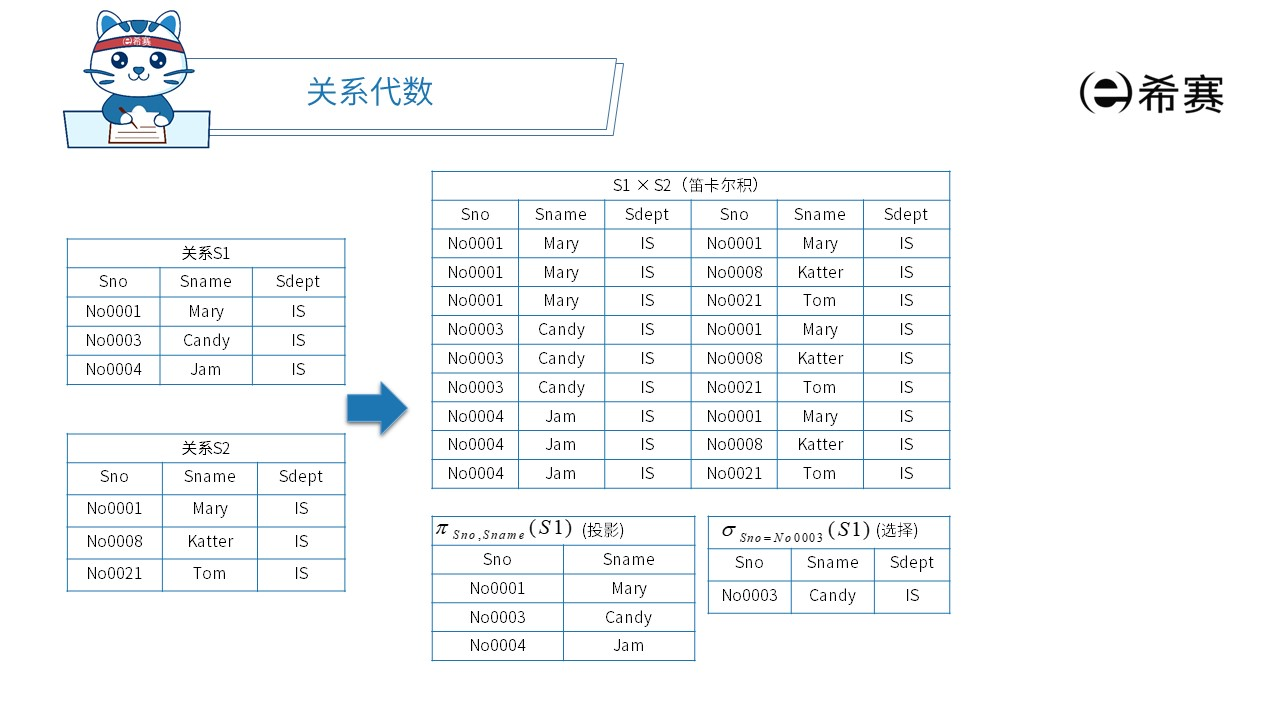 希赛
关系代数
希赛
关系S1
Sno Sname Sdept
No0001 Mary IS
No0003 Candy IS
No0004 Jam IS
关系S2
Sno Sname Sdept
No0001 Mary IS
No0008 Katter IS
No0021 Tom IS
S1 × S2（笛卡尔积）
Sno Sname Sdept Sno Sname Sdept
No0001 Mary IS No0001 Mary IS
No0001 Mary IS No0008 Katter IS
No0001 Mary IS No0021 Tom IS
No0003 Candy IS No0001 Mary IS
No0003 Candy IS No0008 Katter IS
No0003 Candy IS No0021 Tom IS
No0004 Jam IS No0001 Mary IS
No0004 Jam IS No0008 Katter IS
No0004 Jam IS No0021 Tom IS
π Sno,Sname (S1) (投影)
Sno Sname
No0001 Mary
No0003 Candy
No0004 Jam
σ Sno=No0003 (S1) (选择)
Sno Sname Sdept
No0003 Candy IS